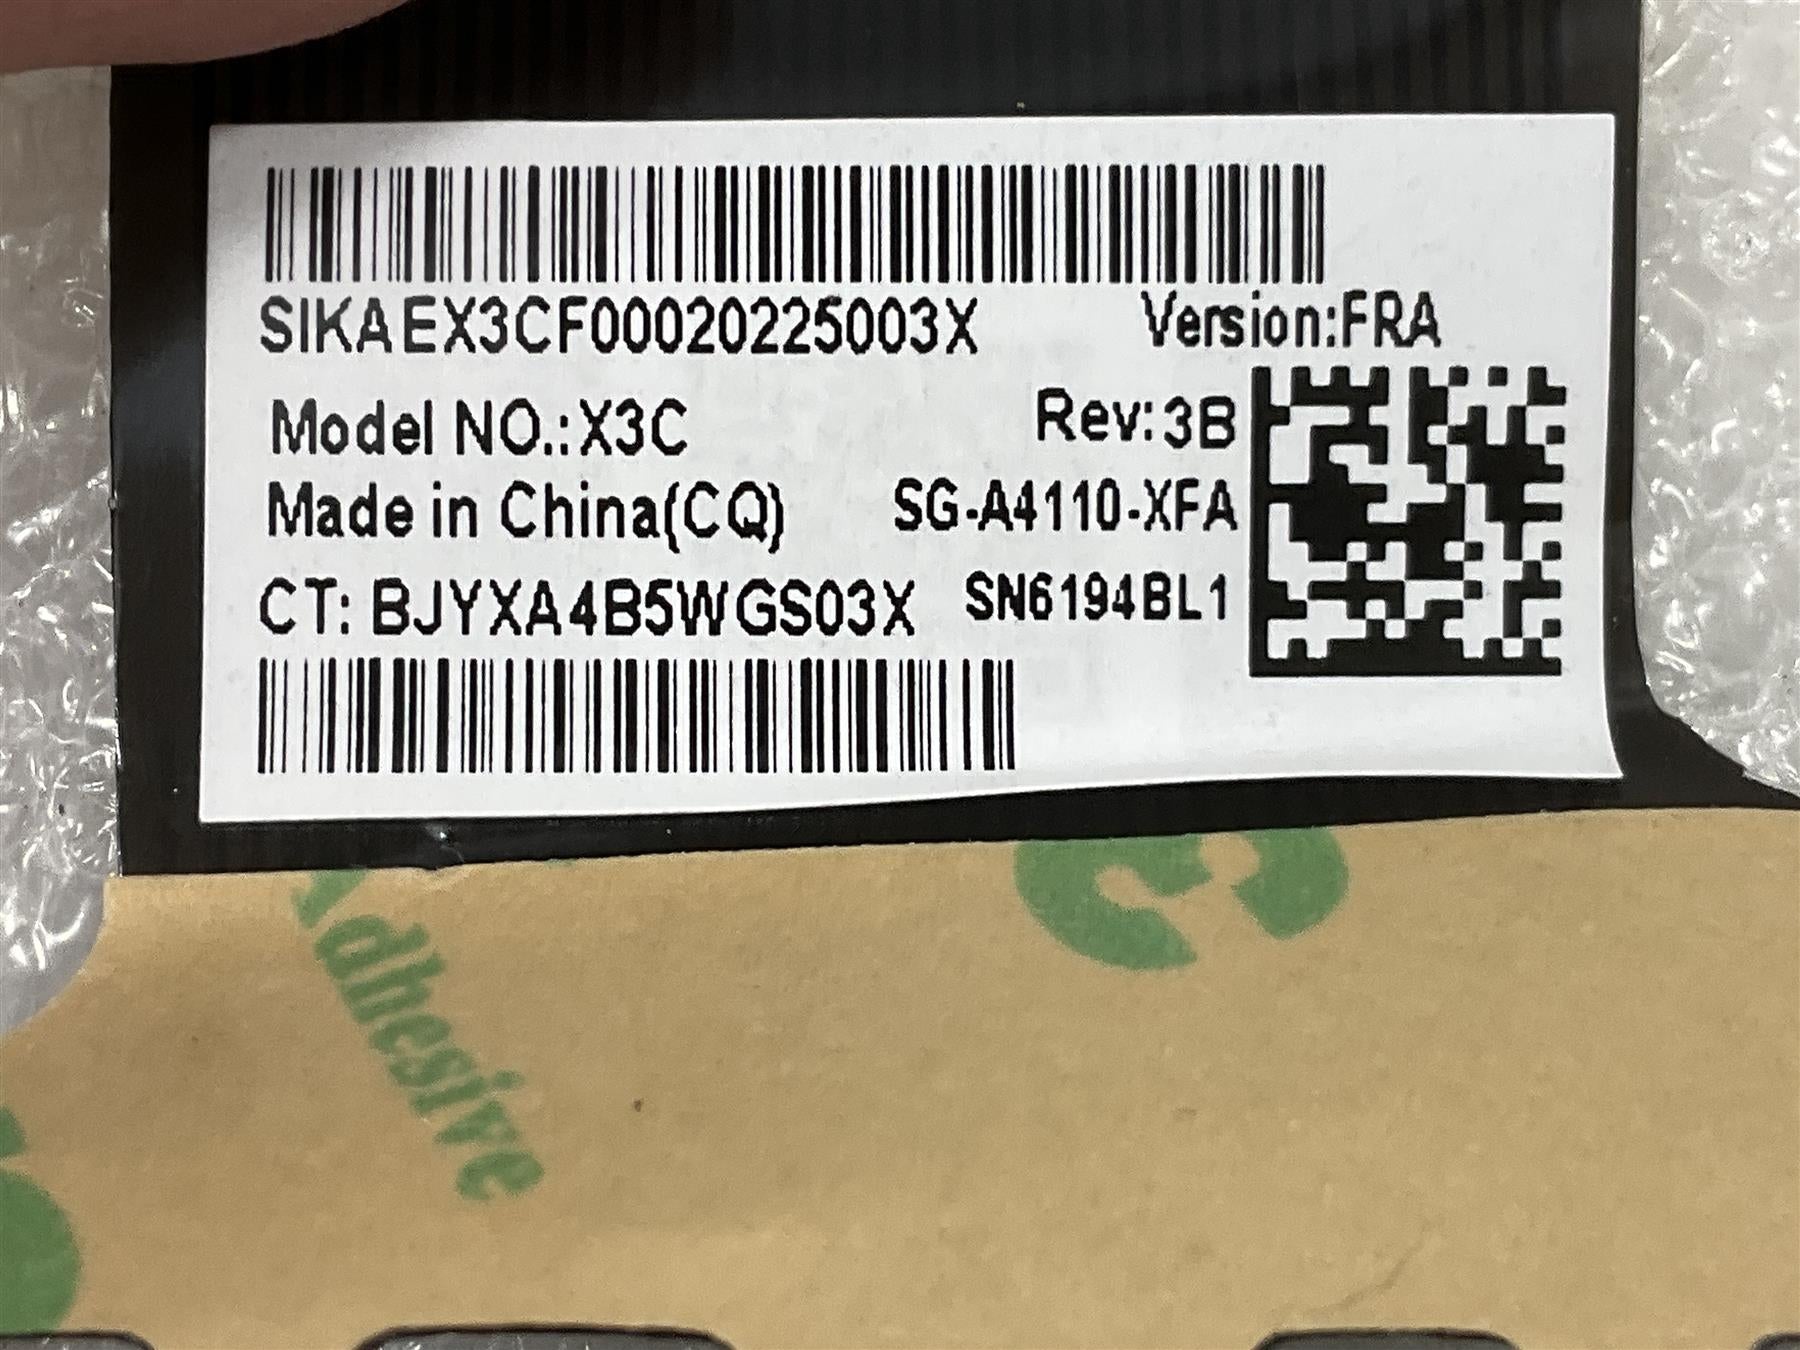 SIKAEX3CF00020225003X Version:FRA
Model NO.:X3C Rev:3B
Made in China(CQ) SG-A4110-XFA
CT: BJYXA4B5WGS03X SN6194BL1
Adhesive